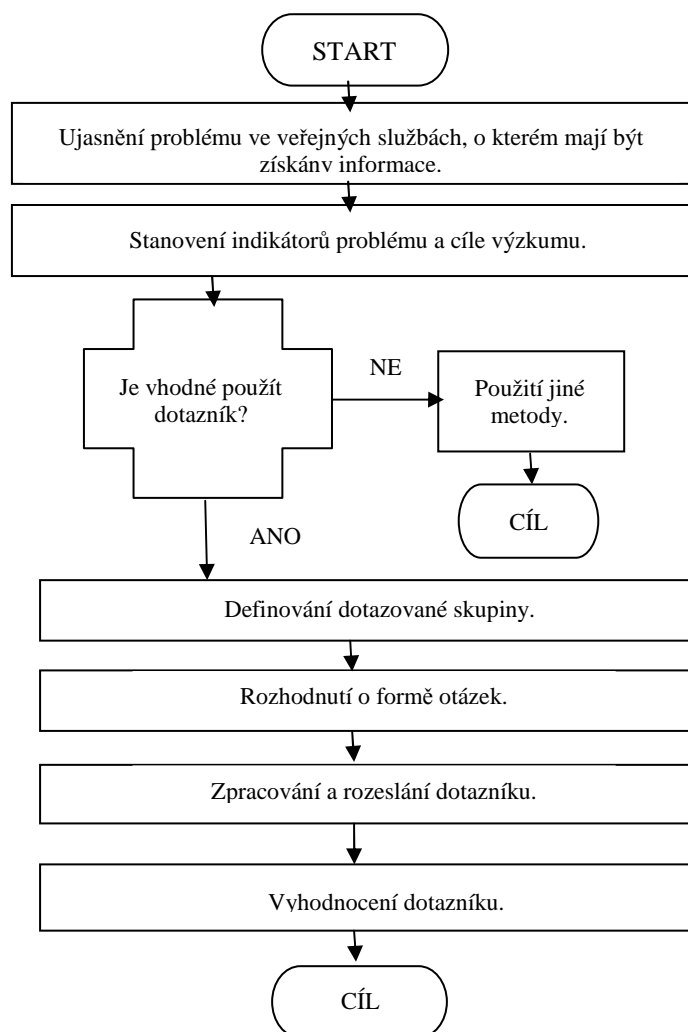 START
Ujasnění problému ve veřejných službách, o kterém mají být
získány informace.
Stanovení indikátorů problému a cíle výzkumu.
Je vhodné použít
dotazník?
NE
Použití jiné
metody.
CÍL
ANO
Definování dotazované skupiny.
Rozhodnutí o formě otázek.
Zpracování a rozeslání dotazníku.
Vyhodnocení dotazníku.
CÍL